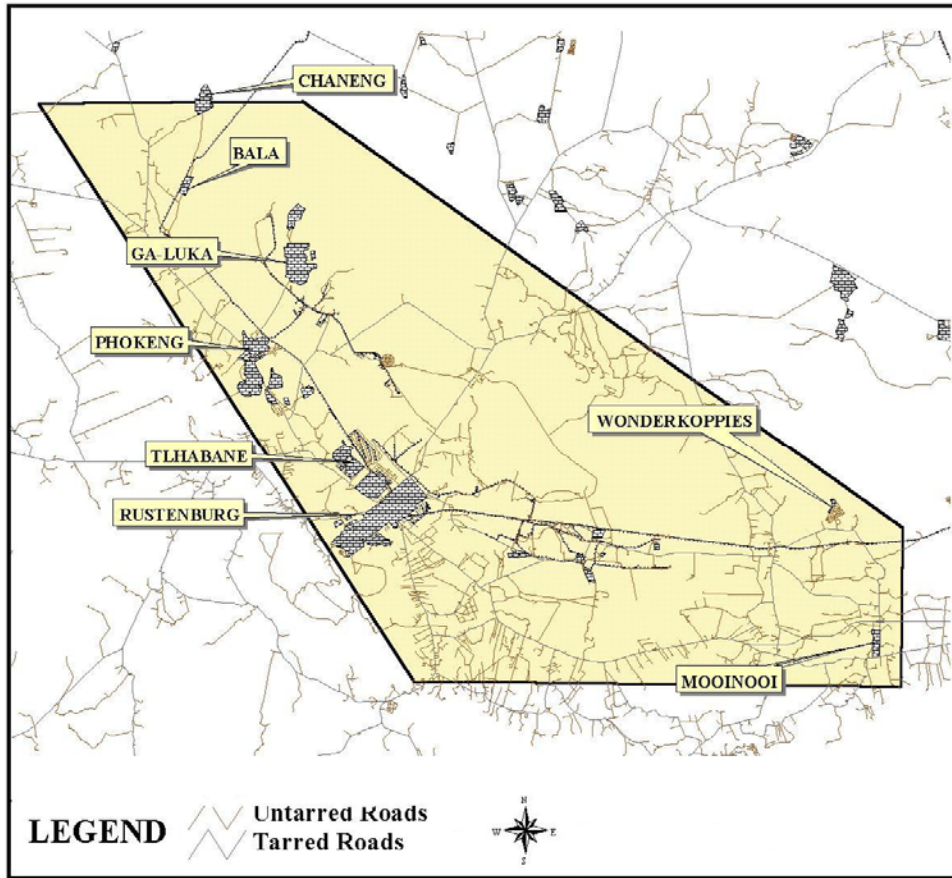 CHANENG
BALA
GA-LUKA
PHOKENG
WONDERKOPPIES
TLHABANE
RUSTENBURG
MOOINOOI
LEGEND
Untarred Roads
Tarred Roads
N
W E
S